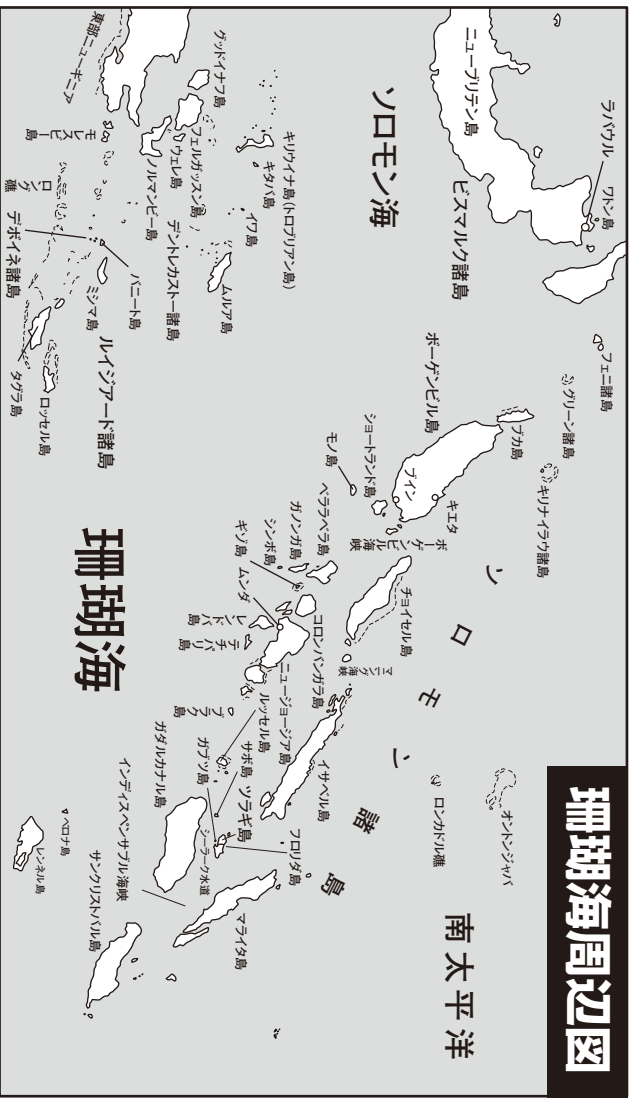 珊瑚海周辺図
ラバウル
ワトン島
ニューブリテン島
ビスマルク諸島
フェニ諸島
グリーン諸島
キリナイラウ諸島
オントンジャバ
ソロモン海
ボーゲンビル島
ブカ島
キエタ
ブイン
ショートランド島
モノ島
ボーゲンビル海峡
チョイセル島
ソロモン諸島
ロンカドル礁
南太平洋
ベララベラ島
ガノンガ島
シンボ島
ギゾ島
ムンダ
レンドバ島
テチパリ島
コロンバンガラ島
マニング海峡
ニュージョージア島
ルッセル島
ブラク島
イサベル島
サボ島
ガブツ島
ツラギ島
フロリダ島
シーラーク水道
ガダルカナル島
マライタ島
インディスペンサブル海峡
サンクリストバル島
ベロナ島
レンネル島
珊瑚海
東部ニューギニア
グッドイナフ島
フェルガッスン島
ウェレ島
ノルマンビー島
デントレカストー諸島
キリウイナ島(トロブリアン島)
キタバ島
イワ島
ムルア島
モレスビー島
ロング礁
デボイネ諸島
パニート島
ミシマ島
ルイジアード諸島
タグラ島
ロッセル島